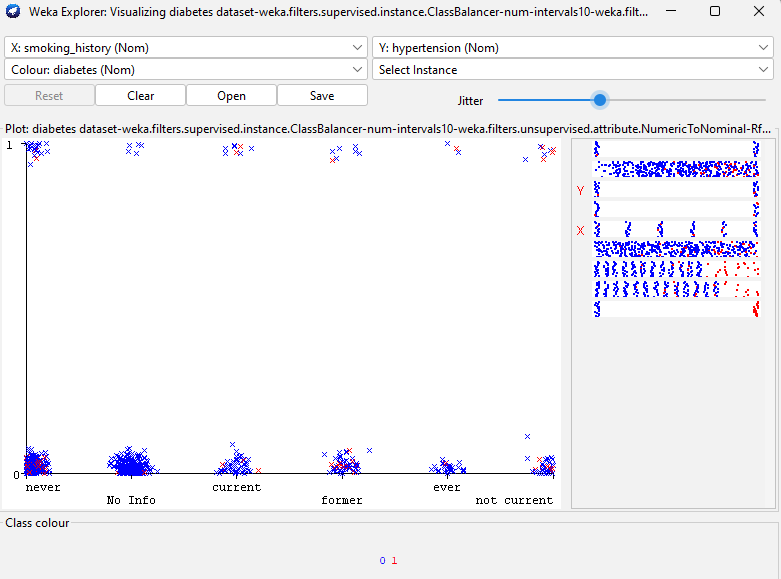 Weka Explorer: Visualizing diabetes dataset-weka.filters.supervised.instance.ClassBalancer-num-intervals10-weka.filt...
X: smoking_history (Nom)
Y: hypertension (Nom)
Colour: diabetes (Nom)
Select Instance
Reset
Clear
Open
Save
Jitter
Plot: diabetes dataset-weka.filters.supervised.instance.ClassBalancer-num-intervals10-weka.filters.unsupervised.attribute.NumericToNominal-Rf...
1
Y
X
0
never
current
ever
No Info
former
not current
Class colour
0 1